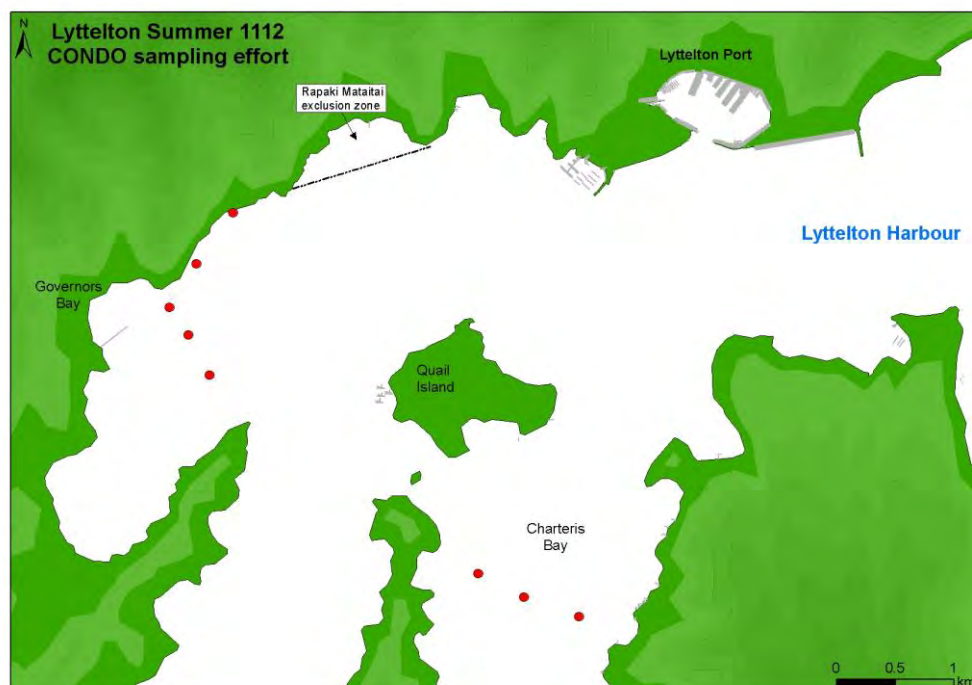 N
Lyttelton Summer 1112
CONDO sampling effort
Lyttelton Port
Rapaki Mataitai
exclusion zone
Lyttelton Harbour
Governors
Bay
Quail
Island
Charteris
Bay
0 0.5 1
km